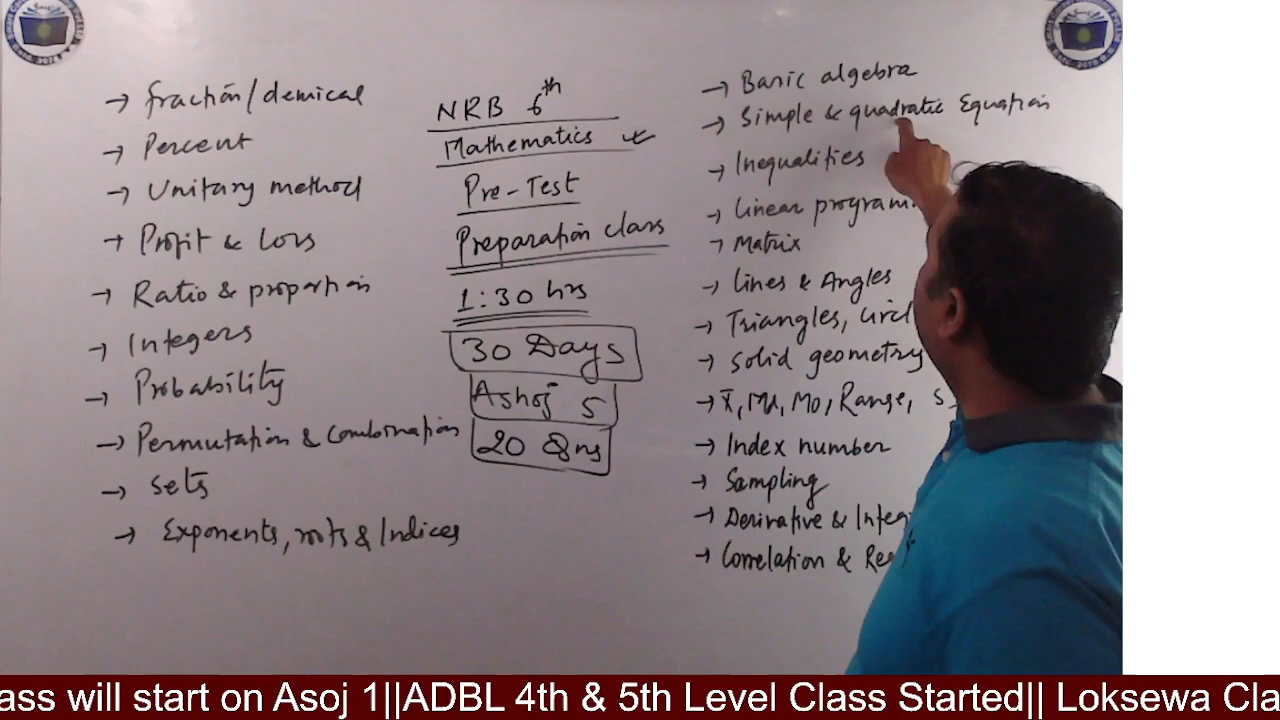 → fraction/demical
→ Percent
→ Unitary method
→ Profit & Loss
→ Ratio & proportion
→ Integers
→ Probability
→ Permutation & combination
→ Sets
→ Exponents, roots & Indices
NRB 6th
Mathematics
Pre-Test
Preparation class
1:30 hrs
30 Days
Ashoj 5
20 Qns
→ Basic algebra
→ Simple & quadratic Equation
→ Inequalities
→ Linear program
→ Matrix
→ Lines & Angles
→ Triangles, Circl
→ Solid geometry
→ X̄, Md, Mo, Range, S
→ Index number
→ Sampling
→ Derivative & Integ
→ Correlation & Re
ass will start on Asoj 1||ADBL 4th & 5th Level Class Started|| Loksewa Cla